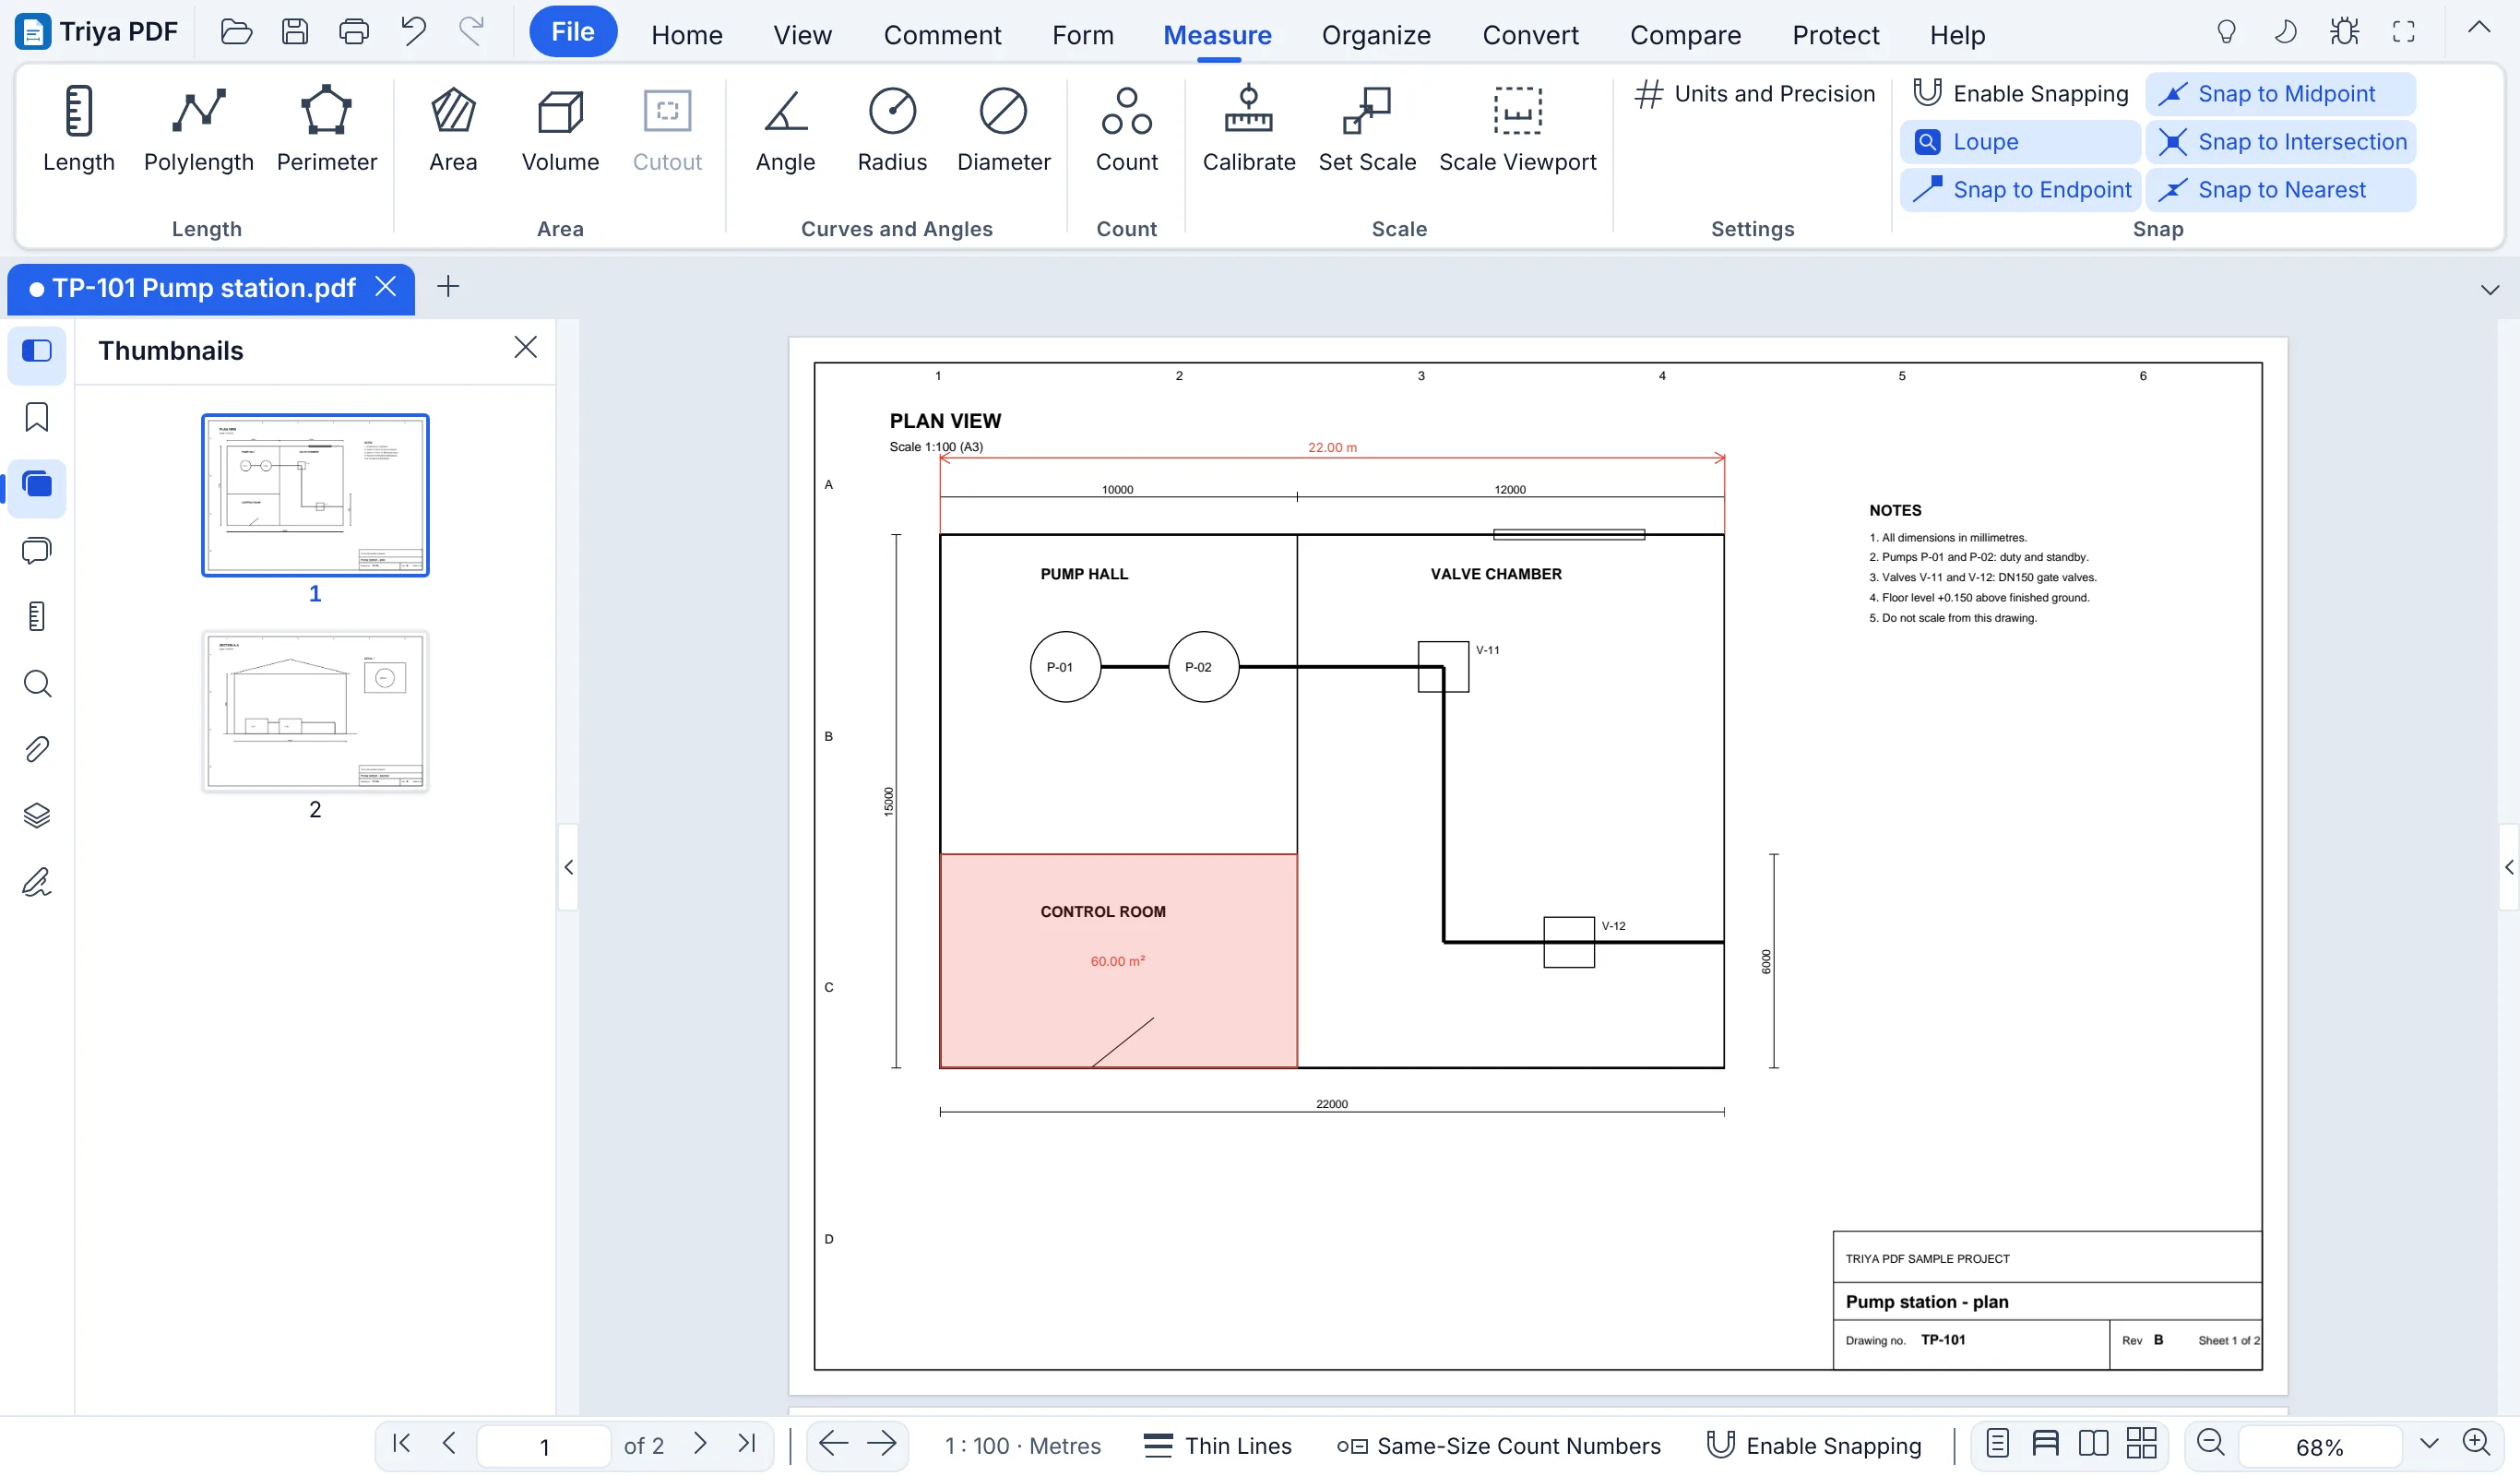 Triya PDF
File
Home
View
Comment
Form
Measure
Organize
Convert
Compare
Protect
Help
Length
Polylength
Perimeter
Length
Area
Volume
Cutout
Area
Angle
Radius
Diameter
Curves and Angles
Count
Count
Calibrate
Set Scale
Scale Viewport
Scale
Units and Precision
Settings
Enable Snapping
Snap to Midpoint
Loupe
Snap to Intersection
Snap to Endpoint
Snap to Nearest
Snap
TP-101 Pump station.pdf
Thumbnails
1
2
1 2 3 4 5 6
PLAN VIEW
Scale 1:100 (A3)
22.00 m
A
10000
12000
NOTES
1. All dimensions in millimetres.
2. Pumps P-01 and P-02: duty and standby.
3. Valves V-11 and V-12: DN150 gate valves.
4. Floor level +0.150 above finished ground.
5. Do not scale from this drawing.
PUMP HALL
VALVE CHAMBER
P-01
P-02
V-11
B
15000
CONTROL ROOM
60.00 m²
V-12
6000
C
22000
D
TRIYA PDF SAMPLE PROJECT
Pump station - plan
Drawing no. TP-101
Rev B
Sheet 1 of 2
1 of 2
1 : 100 · Metres
Thin Lines
Same-Size Count Numbers
Enable Snapping
68%